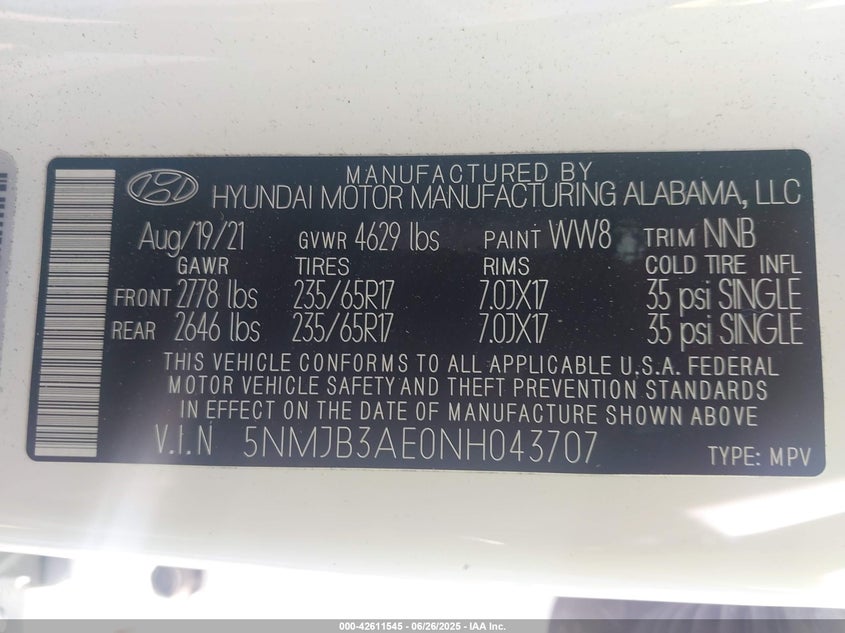 MANUFACTURED BY
HYUNDAI MOTOR MANUFACTURING ALABAMA, LLC
Aug/19/21 GVWR 4629 lbs PAINT WW8 TRIM NNB
GAWR TIRES RIMS COLD TIRE INFL
FRONT 2778 lbs 235/65R17 7.0JX17 35 psi SINGLE
REAR 2646 lbs 235/65R17 7.0JX17 35 psi SINGLE
THIS VEHICLE CONFORMS TO ALL APPLICABLE U.S.A. FEDERAL
MOTOR VEHICLE SAFETY AND THEFT PREVENTION STANDARDS
IN EFFECT ON THE DATE OF MANUFACTURE SHOWN ABOVE
V.I.N 5NMJB3AE0NH043707 TYPE: MPV
000-42611545 - 06/26/2025 - IAA Inc.